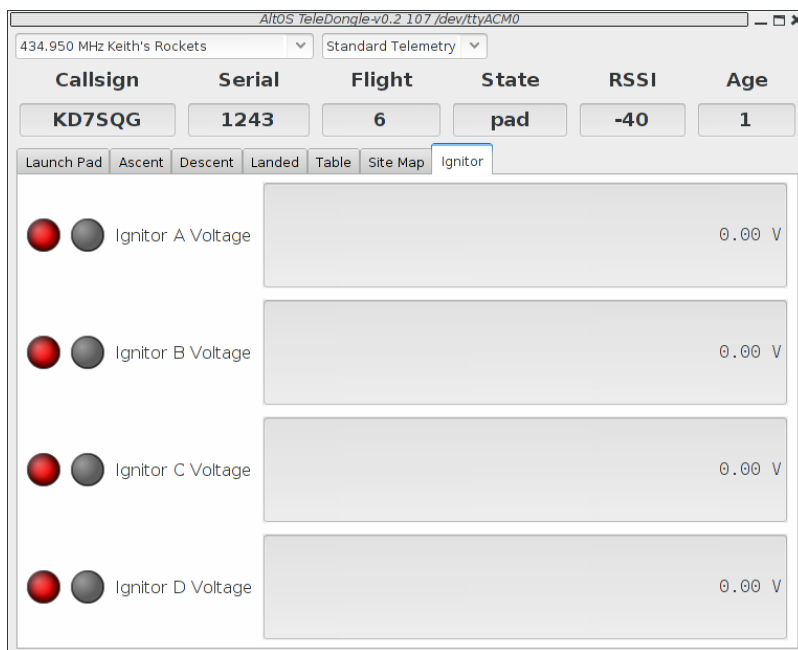 AltOS TeleDongle-v0.2 107 /dev/ttyACM0
434.950 MHz Keith's Rockets Standard Telemetry
Callsign Serial Flight State RSSI Age
KD7SQG 1243 6 pad -40 1
Launch Pad Ascent Descent Landed Table Site Map Ignitor
Ignitor A Voltage 0.00 V
Ignitor B Voltage 0.00 V
Ignitor C Voltage 0.00 V
Ignitor D Voltage 0.00 V